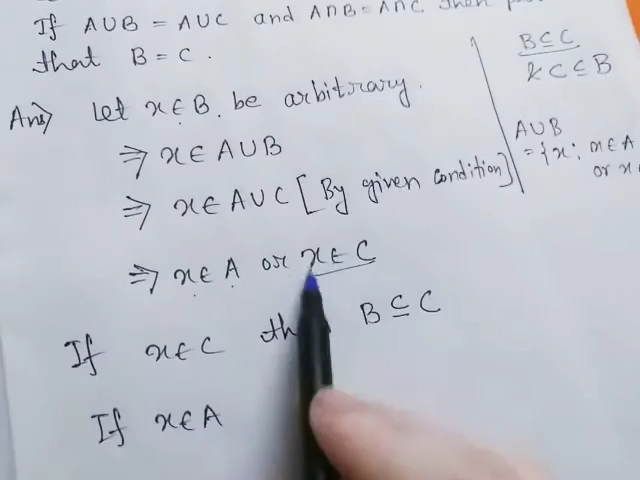 If A∪B = A∪C and A∩B = A∩C then
that B = C.
Ans⇒ Let x∈B. be arbitrary.
⇒ x∈A∪B
⇒ x∈A∪C [By given condition]
⇒ x∈A or x∈C
If x∈C B⊆C
If x∈A
B⊆C
C⊆B
A∪B
= {x: x∈A
or x